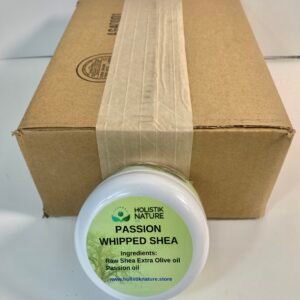 HOLISTIK
NATURE
PASSION
WHIPPED SHEA
Ingredients:
Raw Shea Extra Olive oil
Passion oil
www.holistiknature.store